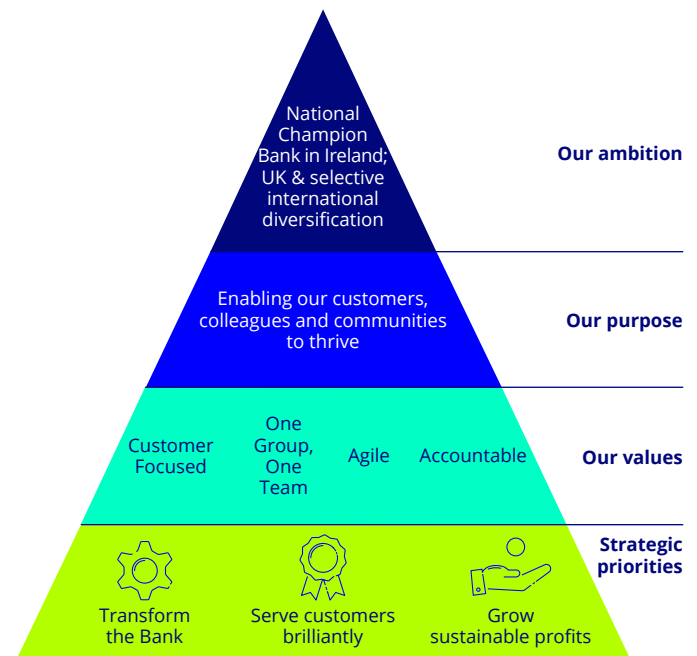 National
Champion
Bank in Ireland;
UK & selective
international
diversification
Our ambition
Enabling our customers,
colleagues and communities
to thrive
Our purpose
Customer
Focused
One
Group,
One
Team
Agile
Accountable
Our values
Strategic
priorities
Transform
the Bank
Serve customers
brilliantly
Grow
sustainable profits